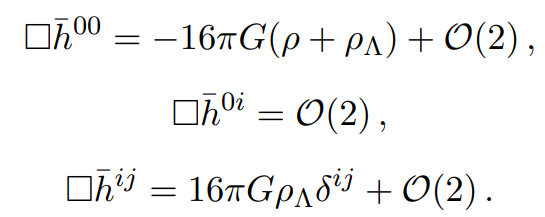 □h̄⁰⁰ = −16πG(ρ + ρ_Λ) + 𝒪(2) ,
□h̄⁰ⁱ = 𝒪(2) ,
□h̄ⁱʲ = 16πGρ_Λδⁱʲ + 𝒪(2) .